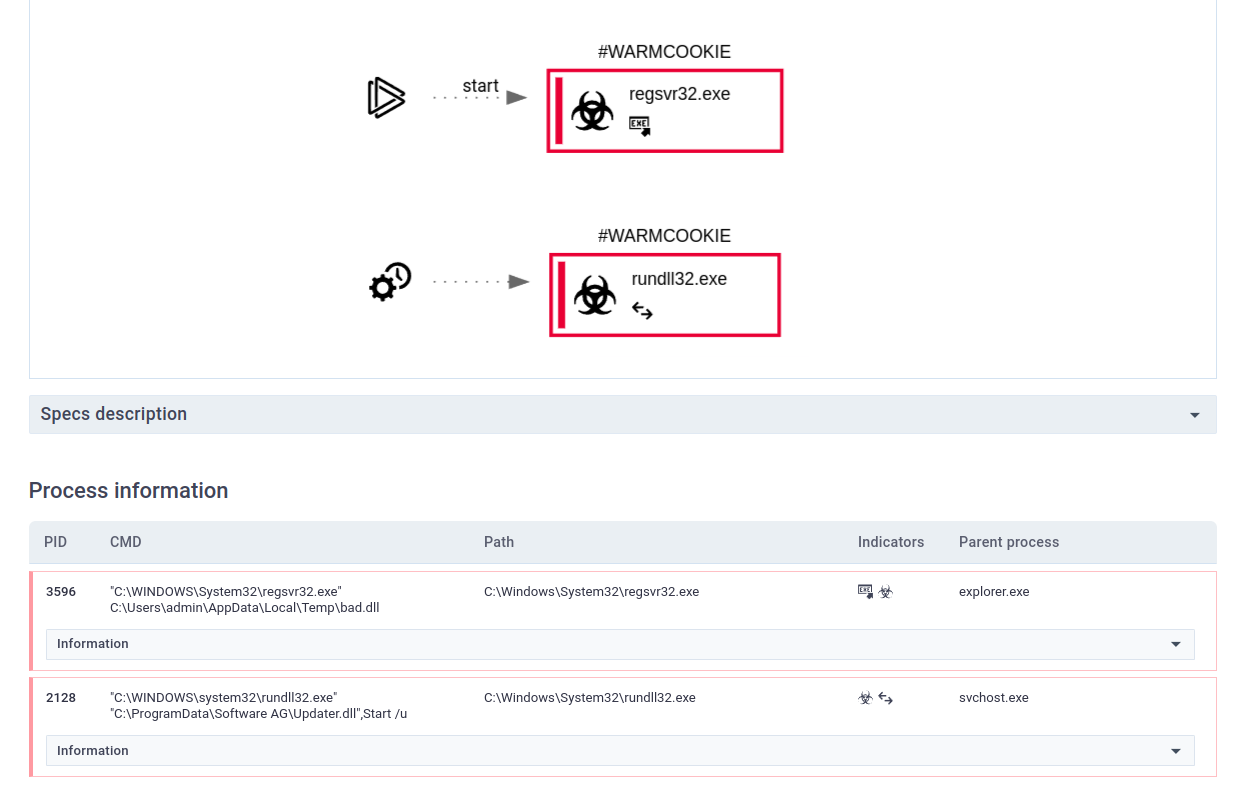 #WARMCOOKIE
start
regsvr32.exe
EXE
#WARMCOOKIE
rundll32.exe
Specs description
Process information
PID CMD Path Indicators Parent process
3596 "C:\WINDOWS\System32\regsvr32.exe" C:\Windows\System32\regsvr32.exe EXE explorer.exe
C:\Users\admin\AppData\Local\Temp\bad.dll
Information
2128 "C:\WINDOWS\system32\rundll32.exe" C:\Windows\System32\rundll32.exe svchost.exe
"C:\ProgramData\Software AG\Updater.dll",Start /u
Information